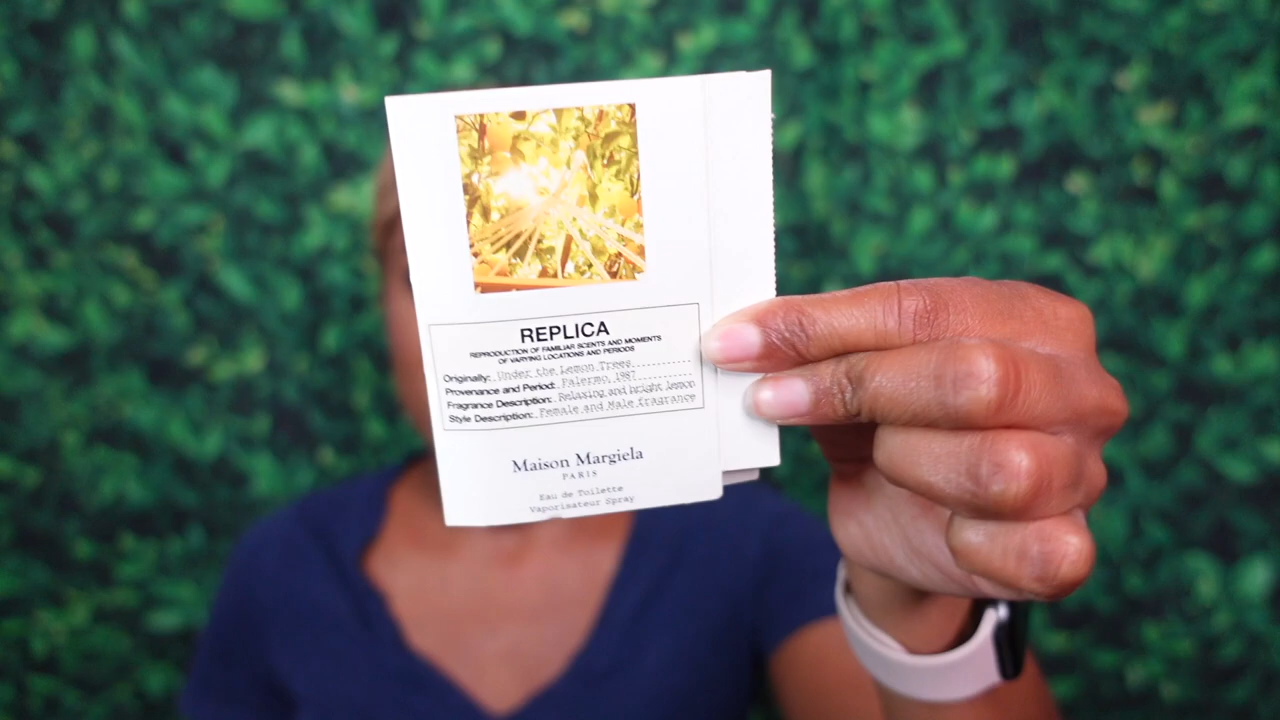 REPLICA
REPRODUCTION OF FAMILIAR SCENTS AND MOMENTS
OF VARYING LOCATIONS AND PERIODS
Originally: Under the Lemon Trees
Provenance and Period: Palermo 1987
Fragrance Description: Relaxing and bright lemon
Style Description: Female and Male fragrance
Maison Margiela
PARIS
Eau de Toilette
Vaporisateur Spray